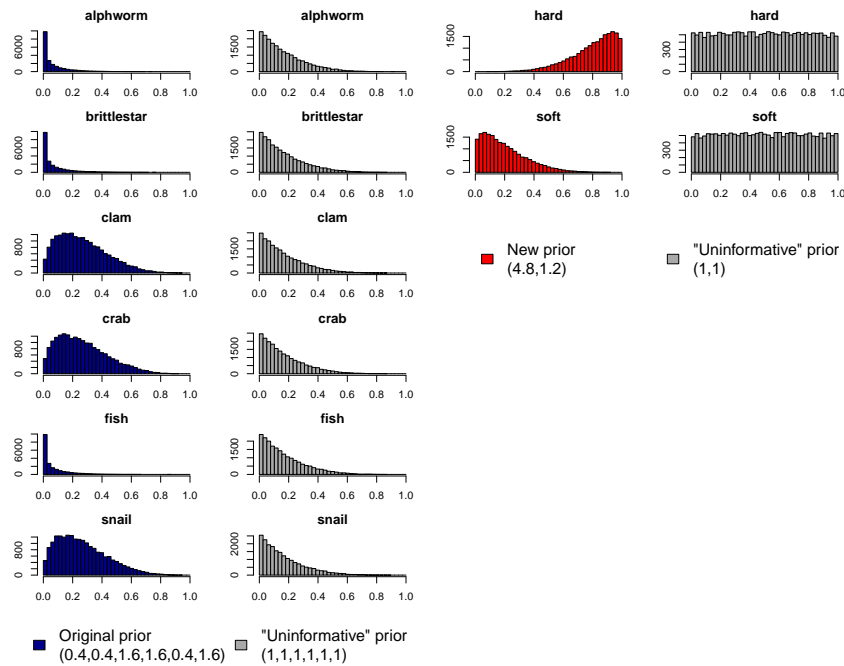 alphworm
0 6000
0.0 0.2 0.4 0.6 0.8 1.0
alphworm
0 1500
0.0 0.2 0.4 0.6 0.8 1.0
hard
0 1500
0.0 0.2 0.4 0.6 0.8 1.0
hard
0 300
0.0 0.2 0.4 0.6 0.8 1.0
brittlestar
0 6000
0.0 0.2 0.4 0.6 0.8 1.0
brittlestar
0 1500
0.0 0.2 0.4 0.6 0.8 1.0
soft
0 1500
0.0 0.2 0.4 0.6 0.8 1.0
soft
0 300
0.0 0.2 0.4 0.6 0.8 1.0
clam
0 800
0.0 0.2 0.4 0.6 0.8 1.0
clam
0 1500
0.0 0.2 0.4 0.6 0.8 1.0
New prior
(4.8,1.2)
"Uninformative" prior
(1,1)
crab
0 800
0.0 0.2 0.4 0.6 0.8 1.0
crab
0 1500
0.0 0.2 0.4 0.6 0.8 1.0
fish
0 6000
0.0 0.2 0.4 0.6 0.8 1.0
fish
0 1500
0.0 0.2 0.4 0.6 0.8 1.0
snail
0 800
0.0 0.2 0.4 0.6 0.8 1.0
snail
0 2000
0.0 0.2 0.4 0.6 0.8 1.0
Original prior
(0.4,0.4,1.6,1.6,0.4,1.6)
"Uninformative" prior
(1,1,1,1,1,1)